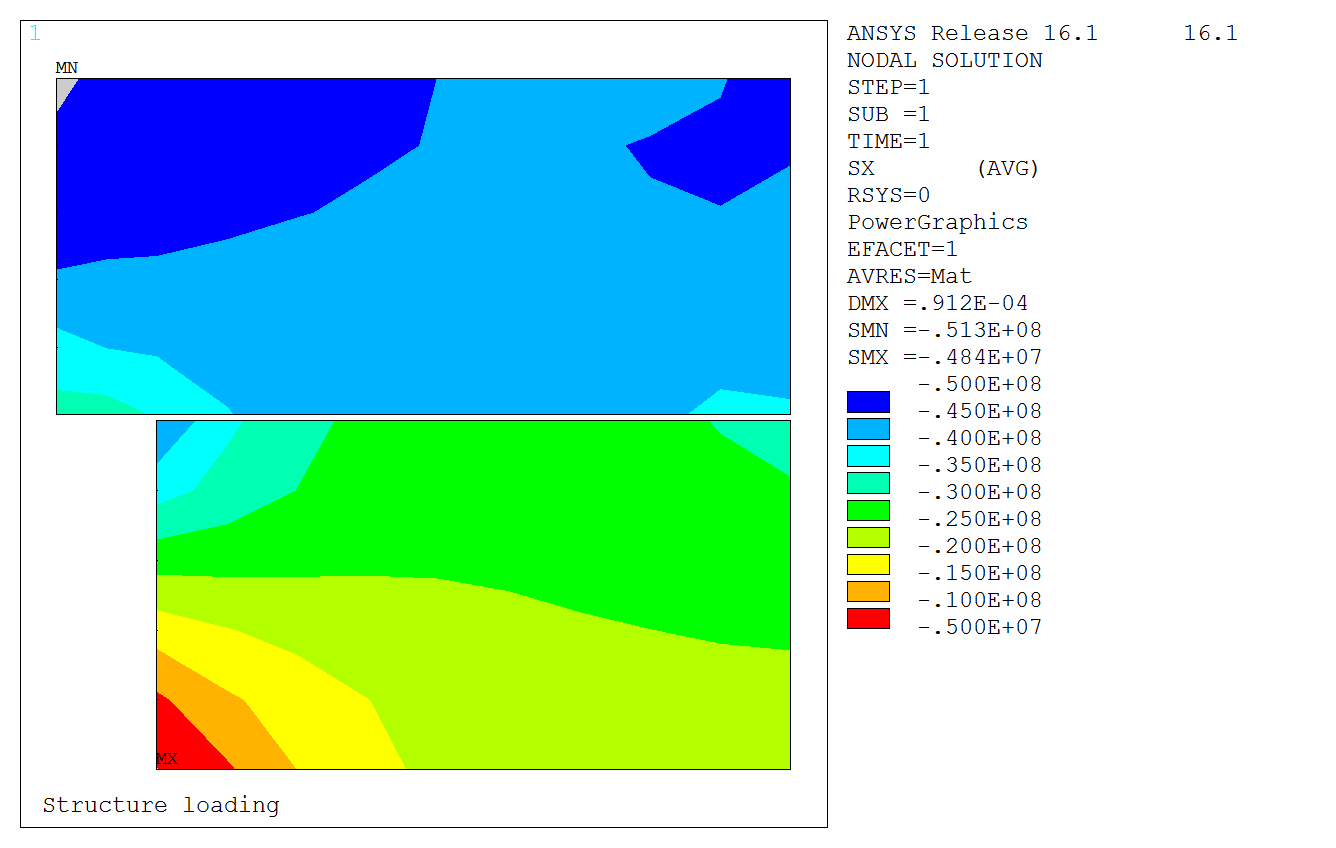 1
MN
MX
Structure loading
ANSYS Release 16.1 16.1
NODAL SOLUTION
STEP=1
SUB =1
TIME=1
SX (AVG)
RSYS=0
PowerGraphics
EFACET=1
AVRES=Mat
DMX =.912E-04
SMN =-.513E+08
SMX =-.484E+07
-.500E+08
-.450E+08
-.400E+08
-.350E+08
-.300E+08
-.250E+08
-.200E+08
-.150E+08
-.100E+08
-.500E+07